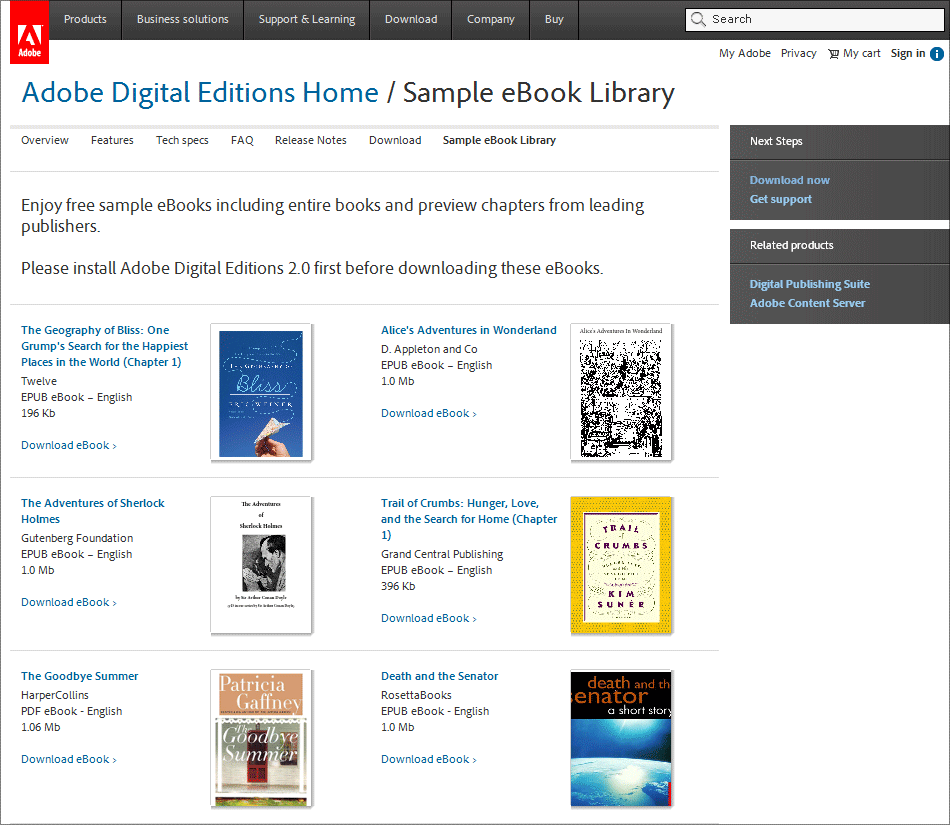 Adobe
Products
Business solutions
Support & Learning
Download
Company
Buy
Search
My Adobe
Privacy
My cart
Sign in
i
Adobe Digital Editions Home / Sample eBook Library
Overview
Features
Tech specs
FAQ
Release Notes
Download
Sample eBook Library
Next Steps
Download now
Get support
Related products
Digital Publishing Suite
Adobe Content Server
Enjoy free sample eBooks including entire books and preview chapters from leading
publishers.
Please install Adobe Digital Editions 2.0 first before downloading these eBooks.
The Geography of Bliss: One
Grump's Search for the Happiest
Places in the World (Chapter 1)
Twelve
EPUB eBook – English
196 Kb
Download eBook ›
The Geography of
Bliss
Eric Weiner
Alice's Adventures in Wonderland
D. Appleton and Co
EPUB eBook – English
1.0 Mb
Download eBook ›
Alice's Adventures In Wonderland
The Adventures of Sherlock
Holmes
Gutenberg Foundation
EPUB eBook – English
1.0 Mb
Download eBook ›
The Adventures
of
Sherlock Holmes
by Sir Arthur Conan Doyle
Trail of Crumbs: Hunger, Love,
and the Search for Home (Chapter
1)
Grand Central Publishing
EPUB eBook – English
396 Kb
Download eBook ›
TRAIL
of
CRUMBS
KIM
SUNÉE
The Goodbye Summer
HarperCollins
PDF eBook - English
1.06 Mb
Download eBook ›
Patricia
Gaffney
The
Goodbye
Summer
Death and the Senator
RosettaBooks
EPUB eBook - English
1.0 Mb
Download eBook ›
death and th
senator
a short story